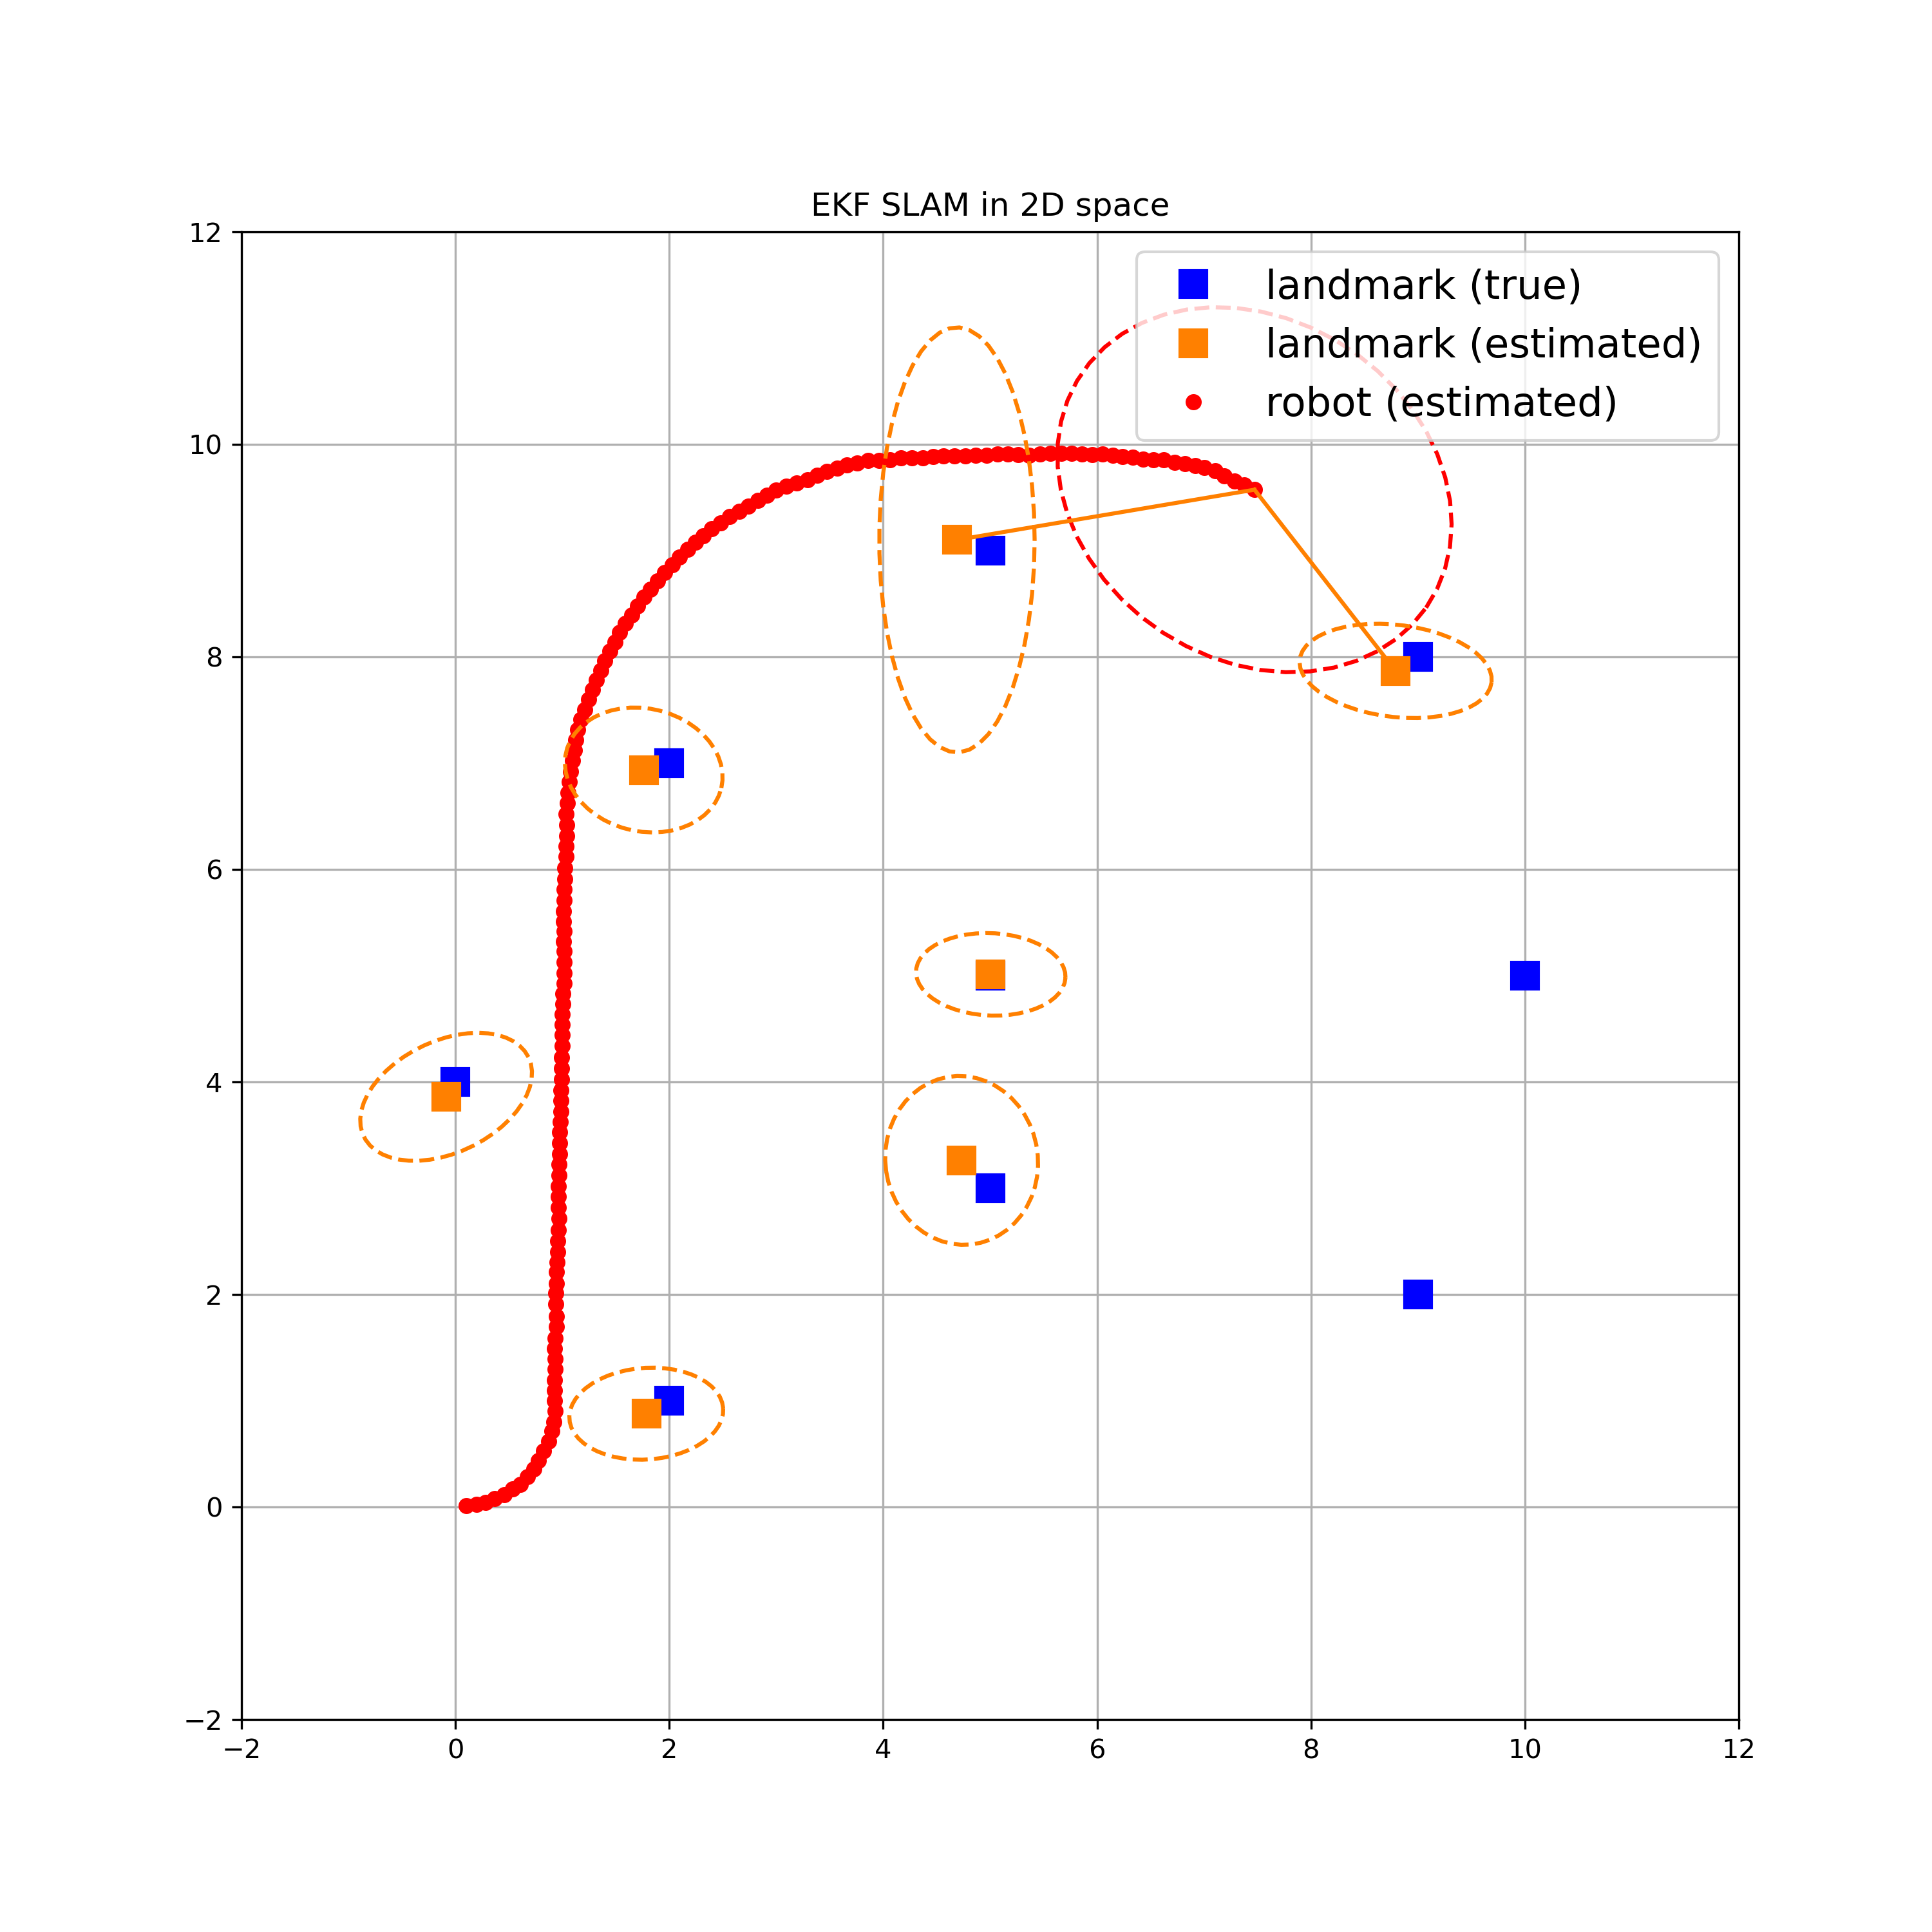 EKF SLAM in 2D space
12
10
8
6
4
2
0
−2
landmark (true)
landmark (estimated)
robot (estimated)
−2 0 2 4 6 8 10 12